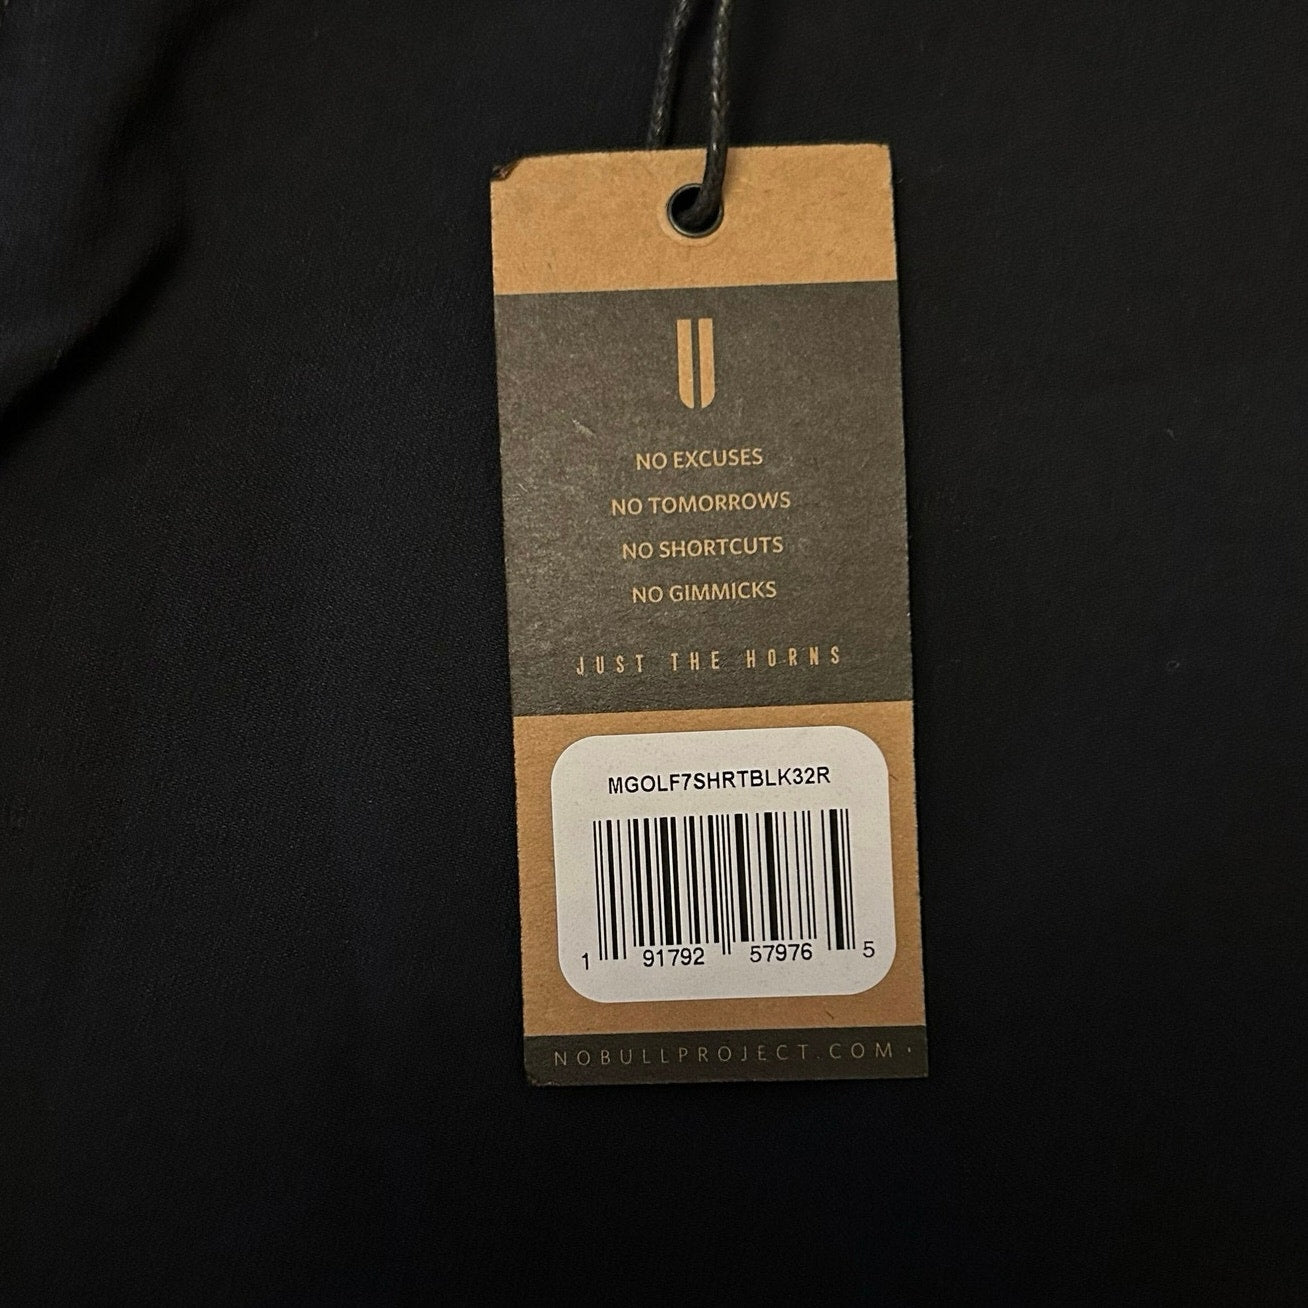 NO EXCUSES
NO TOMORROWS
NO SHORTCUTS
NO GIMMICKS
JUST THE HORNS
MGOLF7SHRTBLK32R
1 91792 57976 5
NOBULLPROJECT.COM